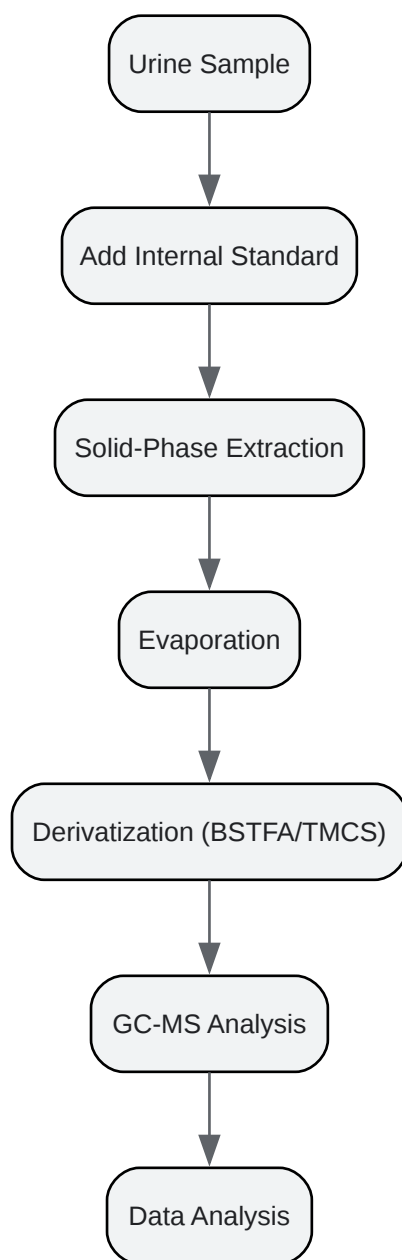 Urine Sample
Add Internal Standard
Solid-Phase Extraction
Evaporation
Derivatization (BSTFA/TMCS)
GC-MS Analysis
Data Analysis